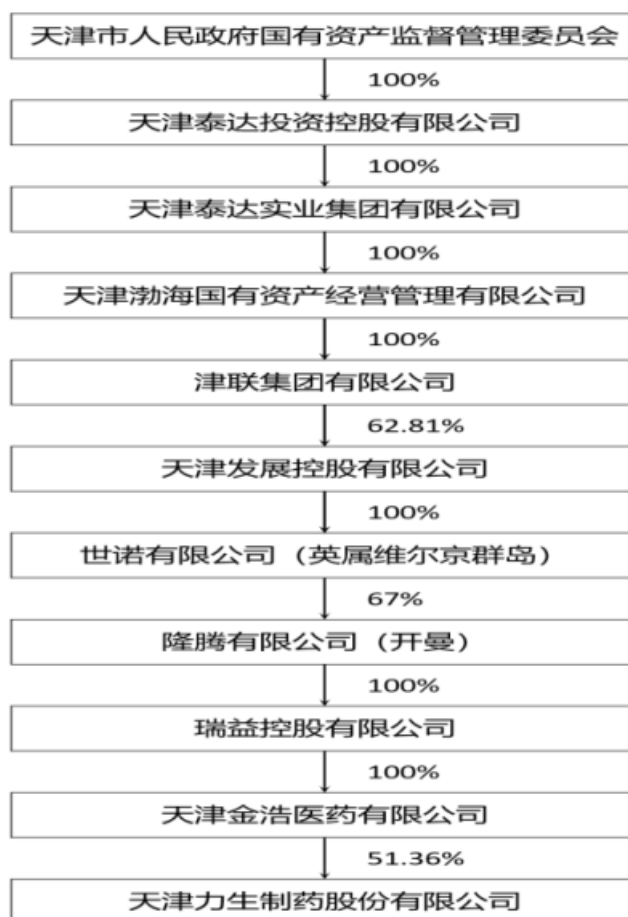 天津市人民政府国有资产监督管理委员会
100%
天津泰达投资控股有限公司
100%
天津泰达实业集团有限公司
100%
天津渤海国有资产经营管理有限公司
100%
津联集团有限公司
62.81%
天津发展控股有限公司
100%
世诺有限公司（英属维尔京群岛）
67%
隆腾有限公司（开曼）
100%
瑞益控股有限公司
100%
天津金浩医药有限公司
51.36%
天津力生制药股份有限公司